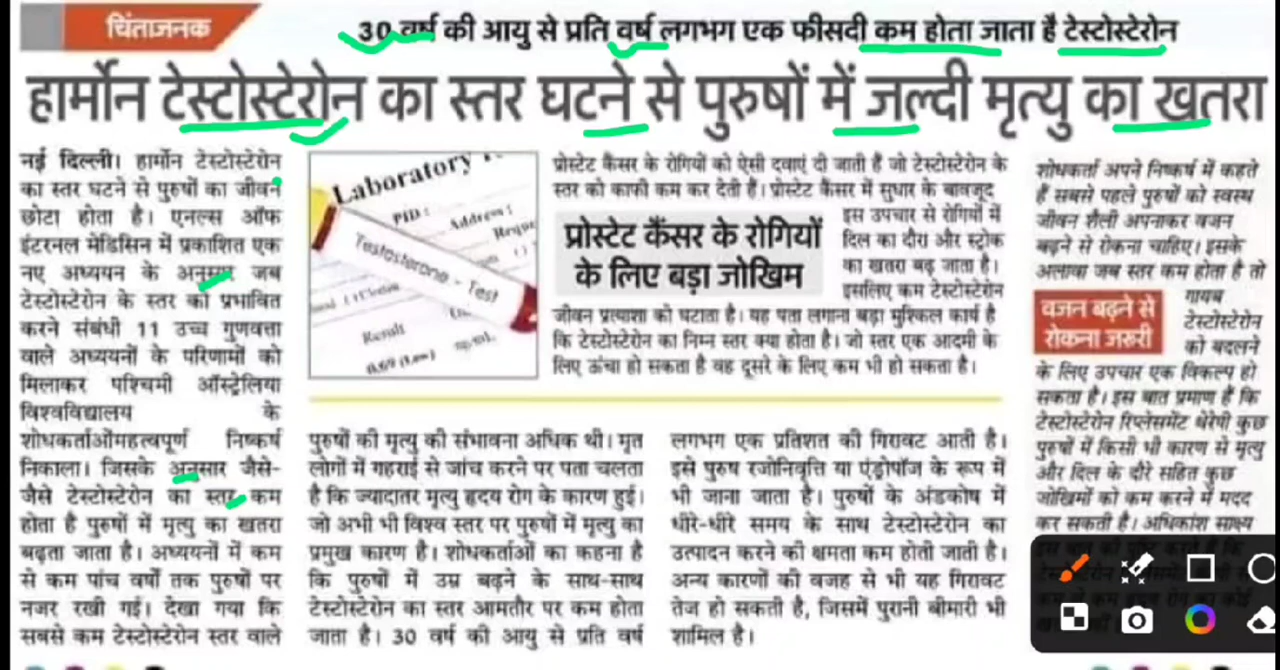 चिंताजनक
30 वर्ष की आयु से प्रति वर्ष लगभग एक फीसदी कम होता जाता है टेस्टोस्टेरोन
हार्मोन टेस्टोस्टेरोन का स्तर घटने से पुरुषों में जल्दी मृत्यु का खतरा
नई दिल्ली। हार्मोन टेस्टोस्टेरोन
का स्तर घटने से पुरुषों का जीवन
छोटा होता है। एनल्स ऑफ
इंटरनल मेडिसिन में प्रकाशित एक
नए अध्ययन के अनुसार जब
टेस्टोस्टेरोन के स्तर को प्रभावित
करने संबंधी 11 उच्च गुणवत्ता
वाले अध्ययनों के परिणामों को
मिलाकर पश्चिमी ऑस्ट्रेलिया
विश्वविद्यालय के
शोधकर्ताओंमहत्वपूर्ण निष्कर्ष
निकाला। जिसके अनुसार जैसे-
जैसे टेस्टोस्टेरोन का स्तर कम
होता है पुरुषों में मृत्यु का खतरा
बढ़ता जाता है। अध्ययनों में कम
से कम पांच वर्षों तक पुरुषों पर
नजर रखी गई। देखा गया कि
सबसे कम टेस्टोस्टेरोन स्तर वाले
Laboratory
PID :
Address :
Reque
Testosterone - Test
Result
0.69 (Low)
ng/mL
पुरुषों की मृत्यु की संभावना अधिक थी। मृत
लोगों में गहराई से जांच करने पर पता चलता
है कि ज्यादातर मृत्यु हृदय रोग के कारण हुई।
जो अभी भी विश्व स्तर पर पुरुषों में मृत्यु का
प्रमुख कारण है। शोधकर्ताओं का कहना है
कि पुरुषों में उम्र बढ़ने के साथ-साथ
टेस्टोस्टेरोन का स्तर आमतौर पर कम होता
जाता है। 30 वर्ष की आयु से प्रति वर्ष
लगभग एक प्रतिशत की गिरावट आती है।
इसे पुरुष रजोनिवृत्ति या एंड्रोपॉज के रूप में
भी जाना जाता है। पुरुषों के अंडकोष में
धीरे-धीरे समय के साथ टेस्टोस्टेरोन का
उत्पादन करने की क्षमता कम होती जाती है।
अन्य कारणों की वजह से भी यह गिरावट
तेज हो सकती है, जिसमें पुरानी बीमारी भी
शामिल है।
प्रोस्टेट कैंसर के रोगियों को ऐसी दवाएं दी जाती हैं जो टेस्टोस्टेरोन के
स्तर को काफी कम कर देती हैं। प्रोस्टेट कैंसर में सुधार के बावजूद
प्रोस्टेट कैंसर के रोगियों
के लिए बड़ा जोखिम
इस उपचार से रोगियों में
दिल का दौरा और स्ट्रोक
का खतरा बढ़ जाता है।
इसलिए कम टेस्टोस्टेरोन
जीवन प्रत्याशा को घटाता है। यह पता लगाना बड़ा मुश्किल कार्य है
कि टेस्टोस्टेरोन का निम्न स्तर क्या होता है। जो स्तर एक आदमी के
लिए ऊंचा हो सकता है वह दूसरे के लिए कम भी हो सकता है।
शोधकर्ता अपने निष्कर्ष में कहते
हैं सबसे पहले पुरुषों को स्वस्थ
जीवन शैली अपनाकर वजन
बढ़ने से रोकना चाहिए। इसके
अलावा जब स्तर कम होता है तो
वजन बढ़ने से
रोकना जरूरी
गायब
टेस्टोस्टेरोन
को बदलने
के लिए उपचार एक विकल्प हो
सकता है। इस बात प्रमाण हैं कि
टेस्टोस्टेरोन रिप्लेसमेंट थेरेपी कुछ
पुरुषों में किसी भी कारण से मृत्यु
और दिल के दौरे सहित कुछ
जोखिमों को कम करने में मदद
कर सकती है। अधिकांश साक्ष्य